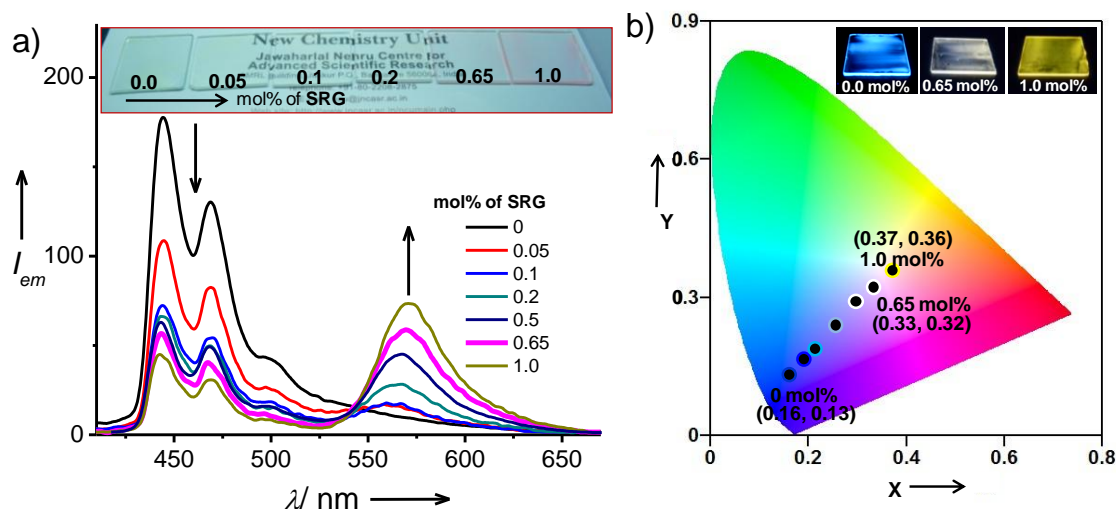 a)
200
100
0
I_em
New Chemistry Unit
Jawaharlal Nehru Centre for
Advanced Scientific Research
0.0
0.05
0.1
0.2
0.65
1.0
mol% of SRG
mol% of SRG
0
0.05
0.1
0.2
0.5
0.65
1.0
450
500
550
600
650
λ/ nm
b)
0.9
0.6
0.3
0
Y
0.0 mol%
0.65 mol%
1.0 mol%
(0.37, 0.36)
1.0 mol%
0.65 mol%
(0.33, 0.32)
0 mol%
(0.16, 0.13)
0
0.2
0.4
0.6
0.8
X